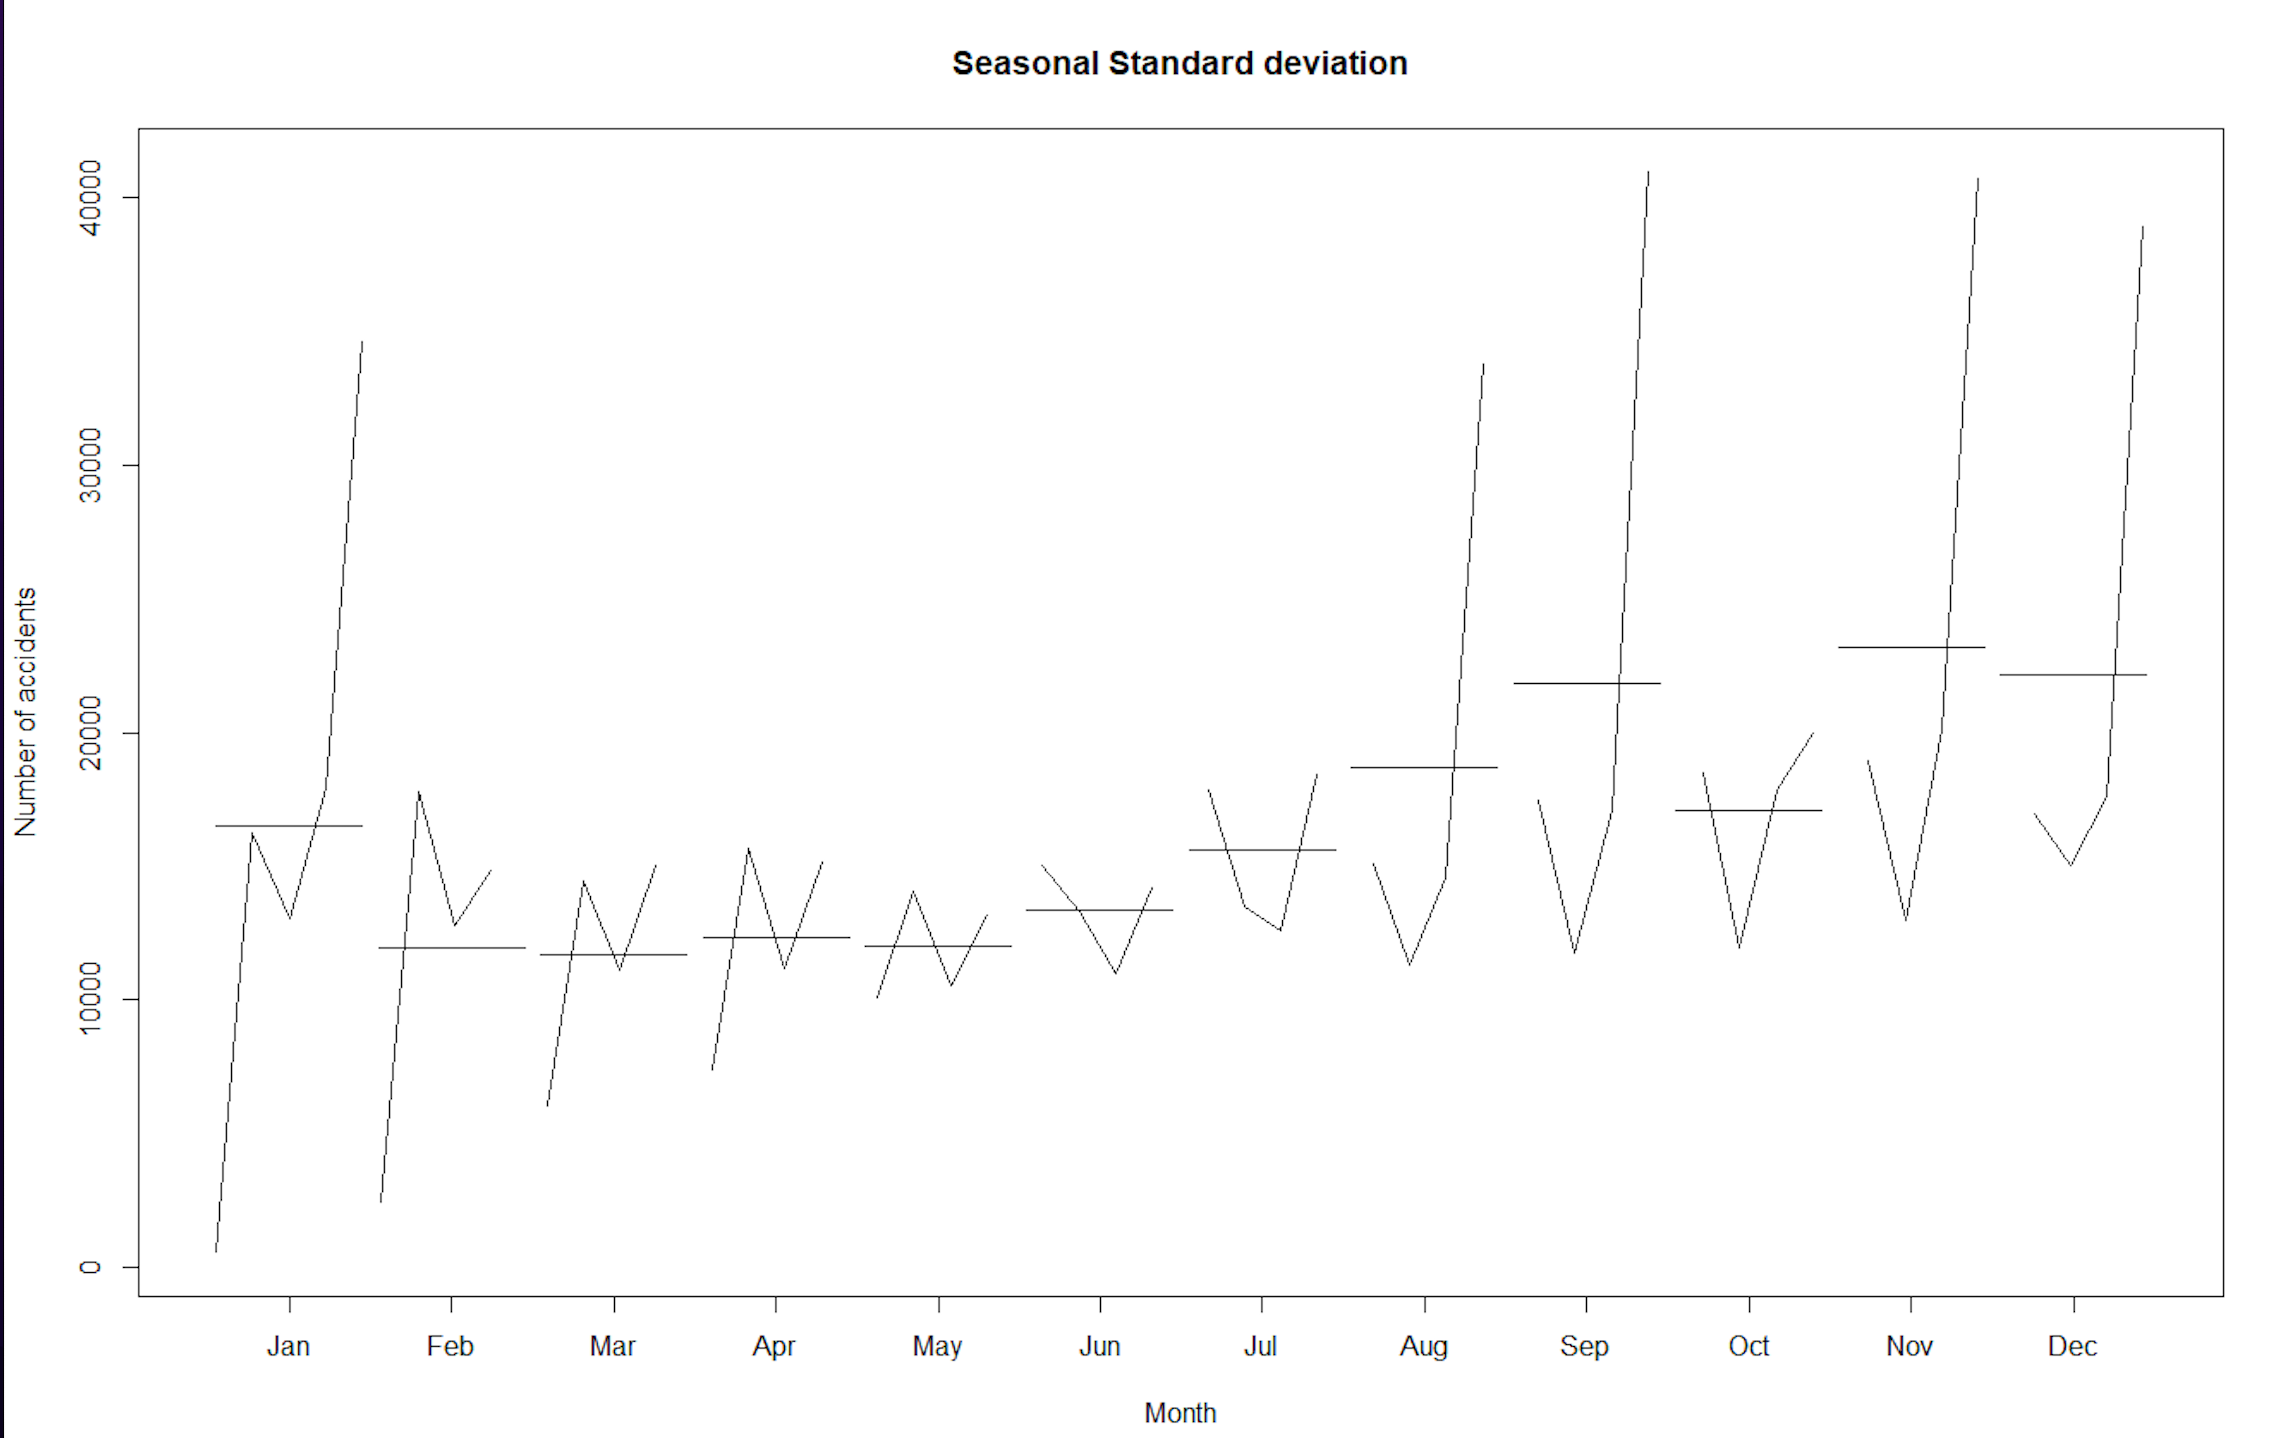 Seasonal Standard deviation
Number of accidents
40000
30000
20000
10000
0
Jan Feb Mar Apr May Jun Jul Aug Sep Oct Nov Dec
Month